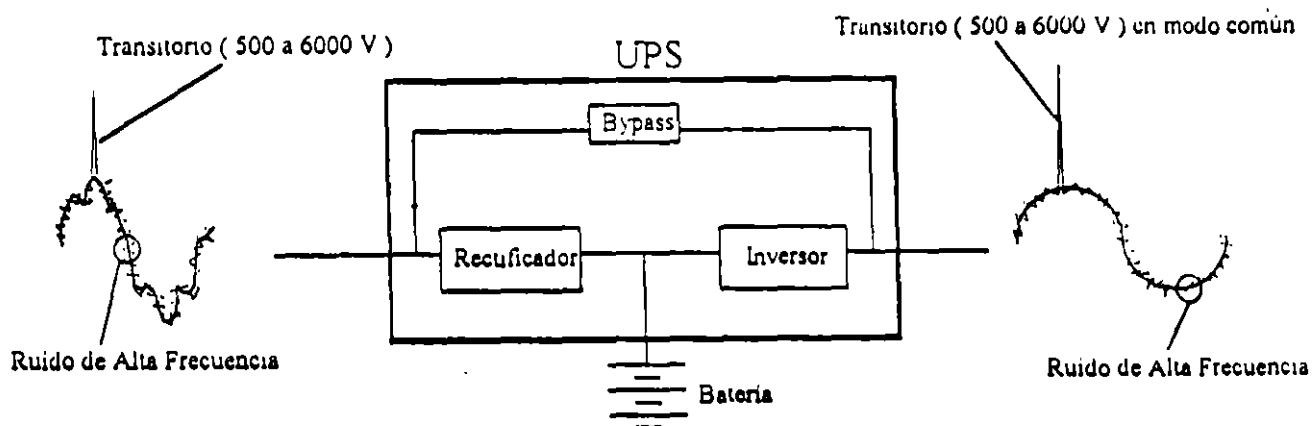 Transitorio ( 500 a 6000 V )
Transitorio ( 500 a 6000 V ) en modo común
UPS
Bypass
Rectificador
Inversor
Ruido de Alta Frecuencia
Ruido de Alta Frecuencia
Batería